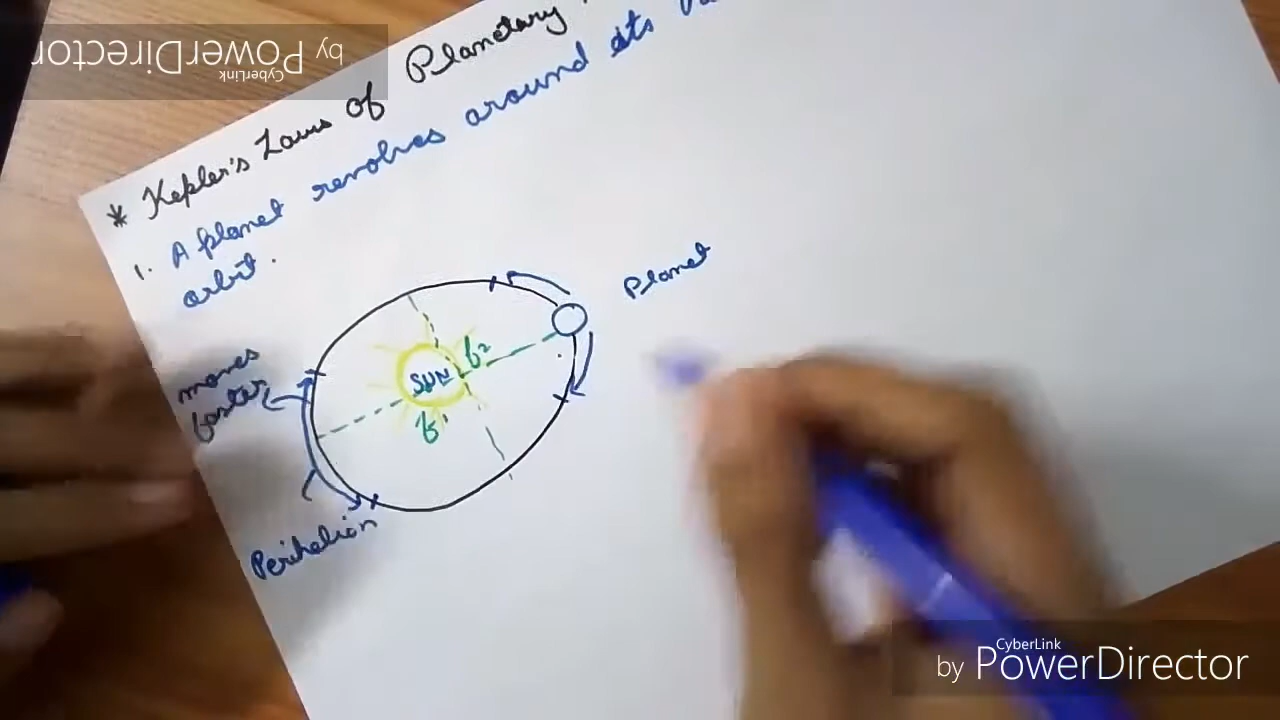 by PowerDirector
CyberLink
* Kepler's Laws of Planetary
1. A planet revolves around its
orbit.
Planet
moves
faster
SUN
f2
f1
Perihelion
CyberLink
by PowerDirector